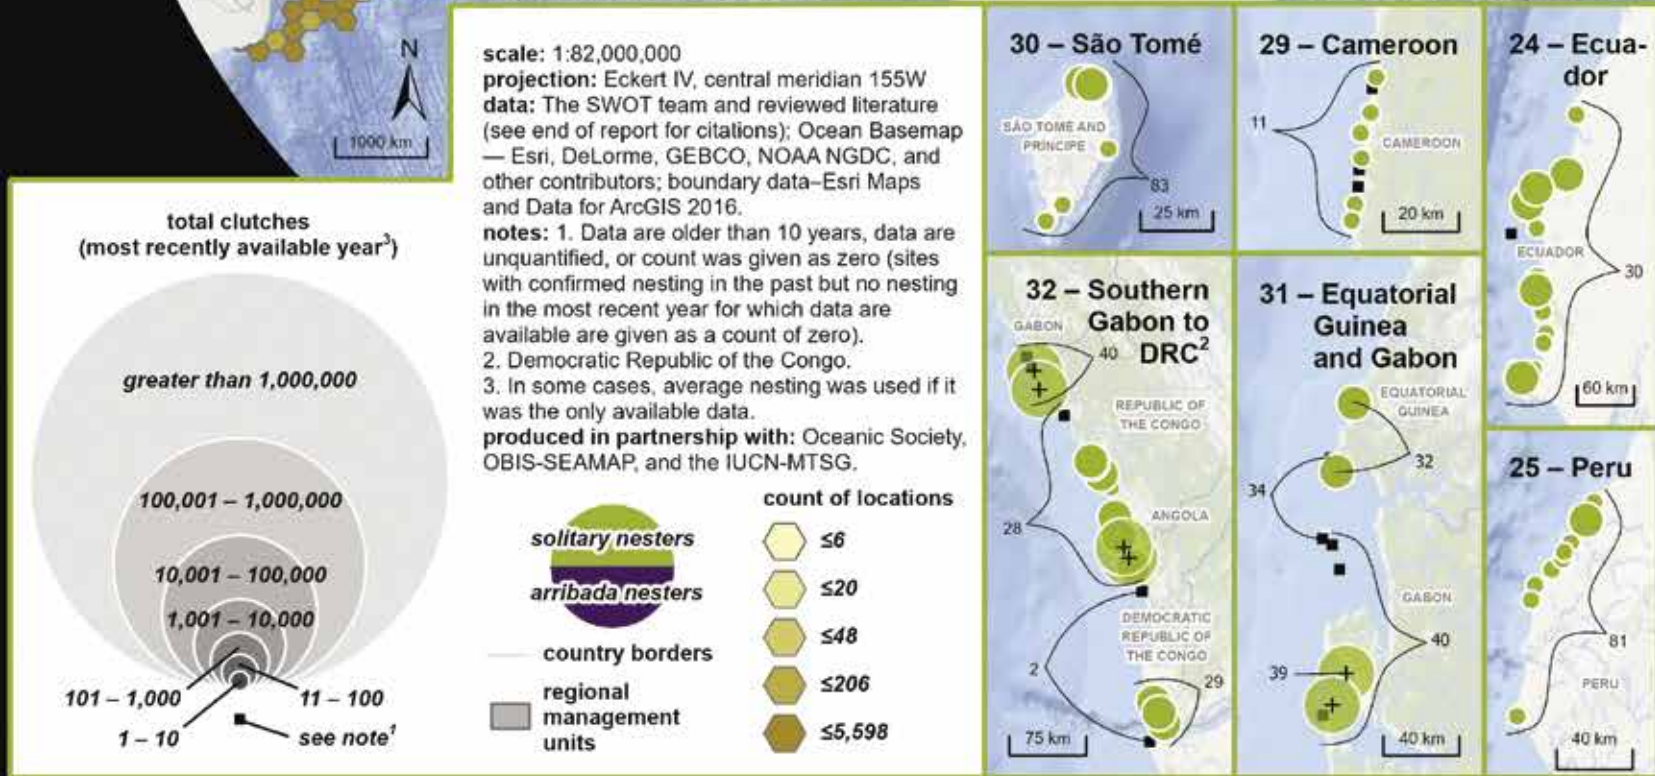 N
1000 km
total clutches
(most recently available year³)
greater than 1,000,000
100,001 – 1,000,000
10,001 – 100,000
1,001 – 10,000
101 – 1,000
11 – 100
1 – 10
see note¹
scale: 1:82,000,000
projection: Eckert IV, central meridian 155W
data: The SWOT team and reviewed literature
(see end of report for citations); Ocean Basemap
— Esri, DeLorme, GEBCO, NOAA NGDC, and
other contributors; boundary data–Esri Maps
and Data for ArcGIS 2016.
notes: 1. Data are older than 10 years, data are
unquantified, or count was given as zero (sites
with confirmed nesting in the past but no nesting
in the most recent year for which data are
available are given as a count of zero).
2. Democratic Republic of the Congo.
3. In some cases, average nesting was used if it
was the only available data.
produced in partnership with: Oceanic Society,
OBIS-SEAMAP, and the IUCN-MTSG.
solitary nesters
arribada nesters
country borders
regional
management
units
count of locations
≤6
≤20
≤48
≤206
≤5,598
30 – São Tomé
SÃO TOMÉ AND
PRÍNCIPE
83
25 km
29 – Cameroon
11
CAMEROON
20 km
24 – Ecua-
dor
ECUADOR
30
60 km
32 – Southern
Gabon to
DRC²
GABON
40
REPUBLIC OF
THE CONGO
28
ANGOLA
DEMOCRATIC
REPUBLIC OF
THE CONGO
2
29
75 km
31 – Equatorial
Guinea
and Gabon
EQUATORIAL
GUINEA
32
34
GABON
40
39
40 km
25 – Peru
81
PERU
40 km